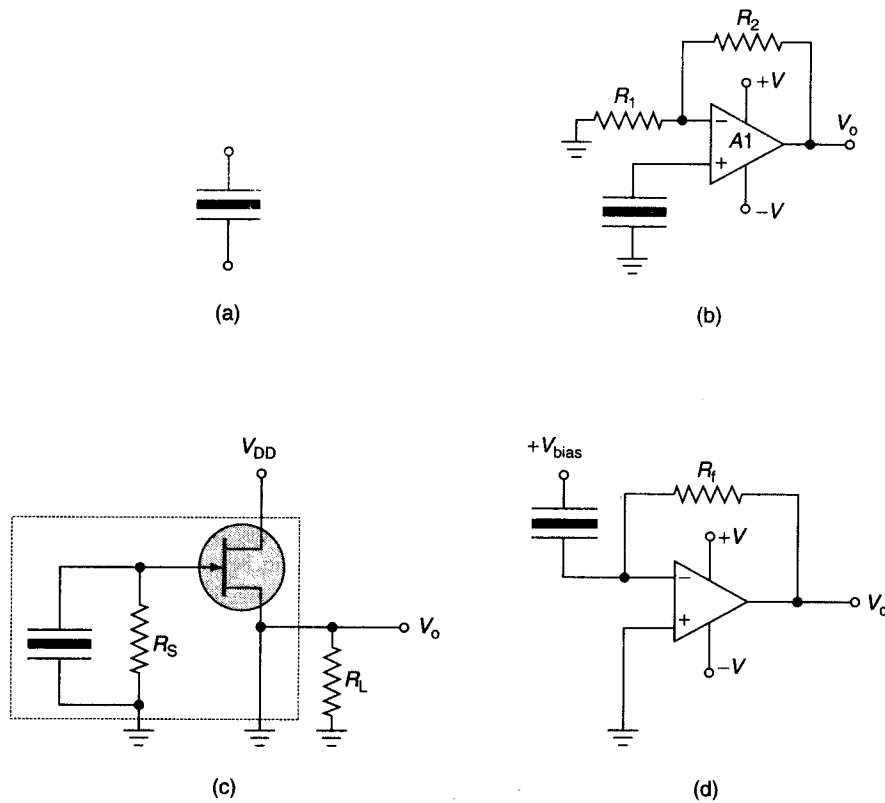 R2
+V
R1
−
A1
Vo
+
−V
(a)
(b)
VDD
+Vbias
Rf
+V
−
Vo
RS
RL
+
−V
Vo
(c)
(d)